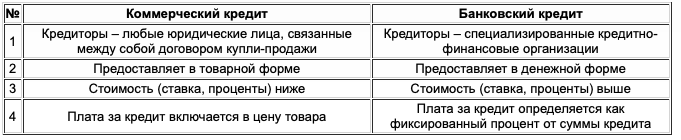 № Коммерческий кредит Банковский кредит
1 Кредиторы – любые юридические лица, связанные между собой договором купли-продажи Кредиторы – специализированные кредитно-финансовые организации
2 Предоставляет в товарной форме Предоставляет в денежной форме
3 Стоимость (ставка, проценты) ниже Стоимость (ставка, проценты) выше
4 Плата за кредит включается в цену товара Плата за кредит определяется как фиксированный процент от суммы кредита